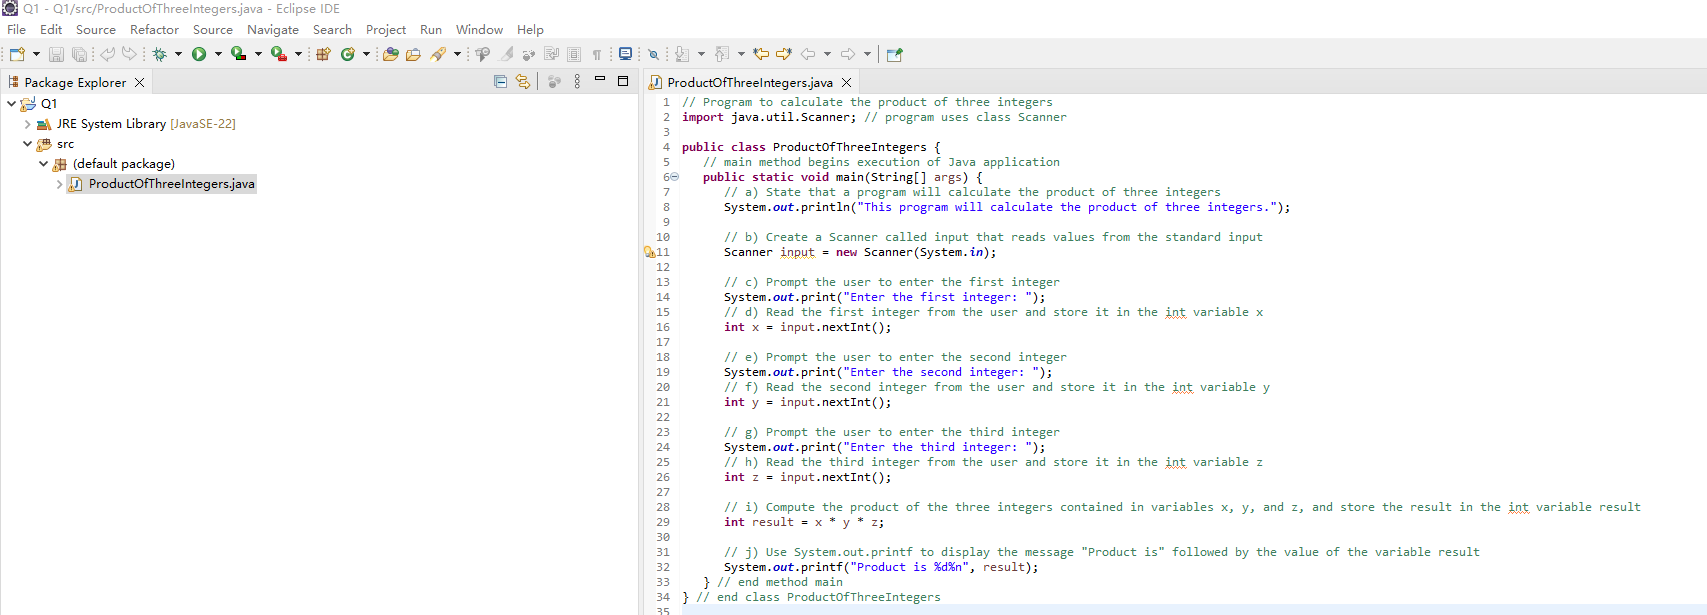 Q1 - Q1/src/ProductOfThreeIntegers.java - Eclipse IDE
File Edit Source Refactor Source Navigate Search Project Run Window Help
Package Explorer
Q1
JRE System Library [JavaSE-22]
src
(default package)
ProductOfThreeIntegers.java
ProductOfThreeIntegers.java
1 // Program to calculate the product of three integers
2 import java.util.Scanner; // program uses class Scanner
3
4 public class ProductOfThreeIntegers {
5 // main method begins execution of Java application
6 public static void main(String[] args) {
7 // a) State that a program will calculate the product of three integers
8 System.out.println("This program will calculate the product of three integers.");
9
10 // b) Create a Scanner called input that reads values from the standard input
11 Scanner input = new Scanner(System.in);
12
13 // c) Prompt the user to enter the first integer
14 System.out.print("Enter the first integer: ");
15 // d) Read the first integer from the user and store it in the int variable x
16 int x = input.nextInt();
17
18 // e) Prompt the user to enter the second integer
19 System.out.print("Enter the second integer: ");
20 // f) Read the second integer from the user and store it in the int variable y
21 int y = input.nextInt();
22
23 // g) Prompt the user to enter the third integer
24 System.out.print("Enter the third integer: ");
25 // h) Read the third integer from the user and store it in the int variable z
26 int z = input.nextInt();
27
28 // i) Compute the product of the three integers contained in variables x, y, and z, and store the result in the int variable result
29 int result = x * y * z;
30
31 // j) Use System.out.printf to display the message "Product is" followed by the value of the variable result
32 System.out.printf("Product is %d%n", result);
33 } // end method main
34 } // end class ProductOfThreeIntegers
35